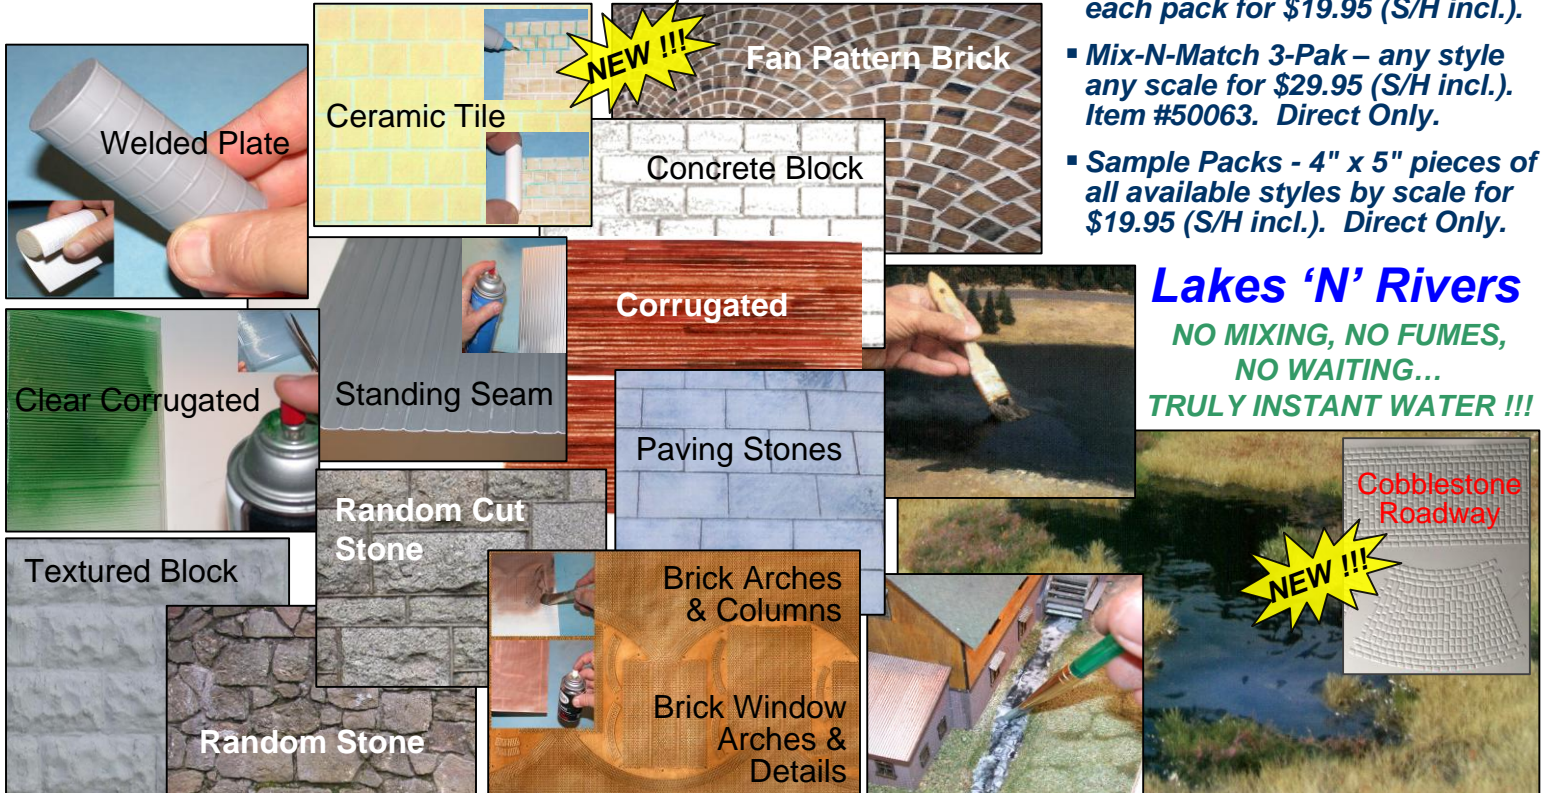 each pack for $19.95 (S/H incl.).
▪ Mix-N-Match 3-Pak – any style
any scale for $29.95 (S/H incl.).
Item #50063. Direct Only.
▪ Sample Packs - 4" x 5" pieces of
all available styles by scale for
$19.95 (S/H incl.). Direct Only.
Welded Plate
Ceramic Tile
NEW !!!
Fan Pattern Brick
Concrete Block
Corrugated
Clear Corrugated
Standing Seam
Paving Stones
Random Cut
Stone
Textured Block
Random Stone
Brick Arches
& Columns
Brick Window
Arches &
Details
Lakes ‘N’ Rivers
NO MIXING, NO FUMES,
NO WAITING…
TRULY INSTANT WATER !!!
Cobblestone
Roadway
NEW !!!